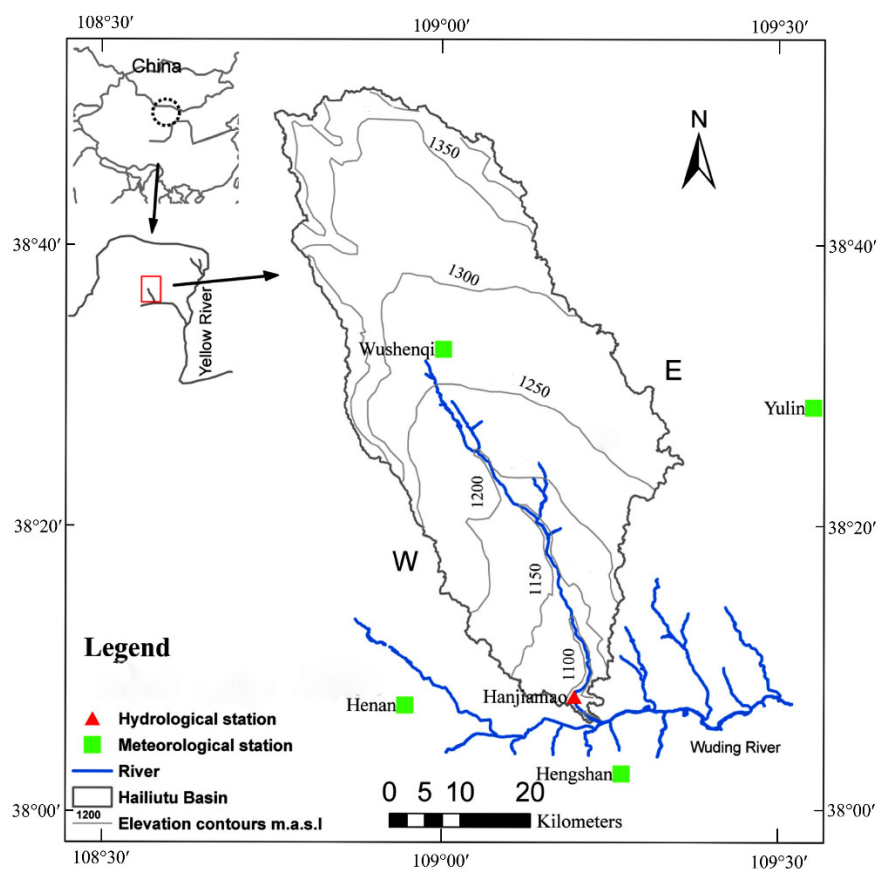 108°30′ 109°00′ 109°30′
China
N
1350
38°40′ 38°40′
1300
Yellow River
Wushenqi
1250
E
Yulin
1200
38°20′ 38°20′
W
1150
Legend
1100
Hanjiamao
Hydrological station
Henan
Meteorological station
Wuding River
River
Hengshan
Hailiutu Basin
38°00′ 0 5 10 20 38°00′
1200 Elevation contours m.a.s.l
Kilometers
108°30′ 109°00′ 109°30′